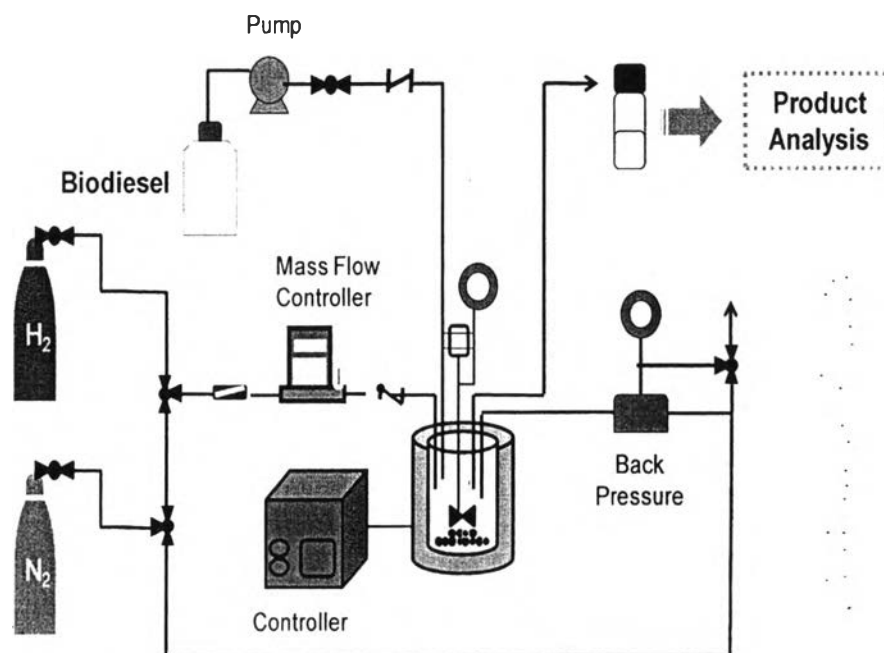 Pump
Product
Analysis
Biodiesel
Mass Flow
Controller
H₂
Back
Pressure
N₂
Controller